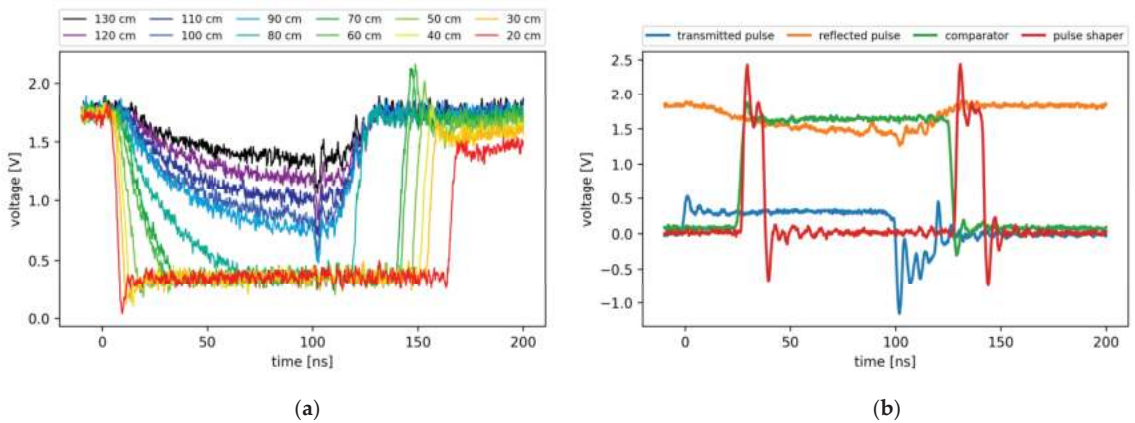 130 cm 110 cm 90 cm 70 cm 50 cm 30 cm
120 cm 100 cm 80 cm 60 cm 40 cm 20 cm
2.0
1.5
1.0
0.5
0.0
voltage [V]
0 50 100 150 200
time [ns]
(a)
transmitted pulse reflected pulse comparator pulse shaper
2.5
2.0
1.5
1.0
0.5
0.0
−0.5
−1.0
voltage [V]
0 50 100 150 200
time [ns]
(b)